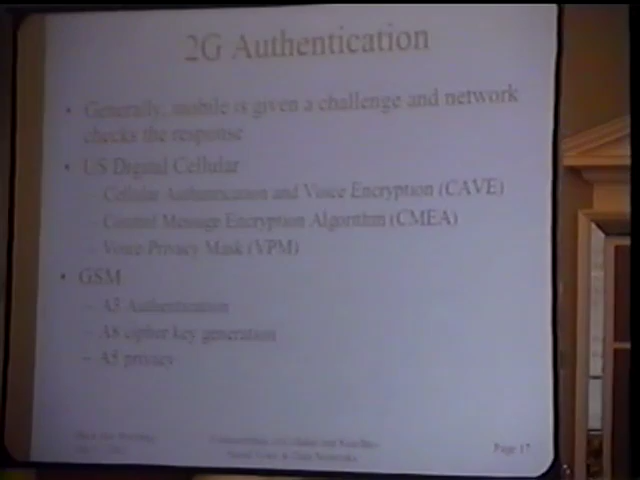 2G Authentication
• Generally, mobile is given a challenge and network
checks the response
• US Digital Cellular
– Cellular Authentication and Voice Encryption (CAVE)
– Control Message Encryption Algorithm (CMEA)
– Voice Privacy Mask (VPM)
• GSM
– A3 Authentication
– A8 cipher key generation
– A5 privacy
Page 17